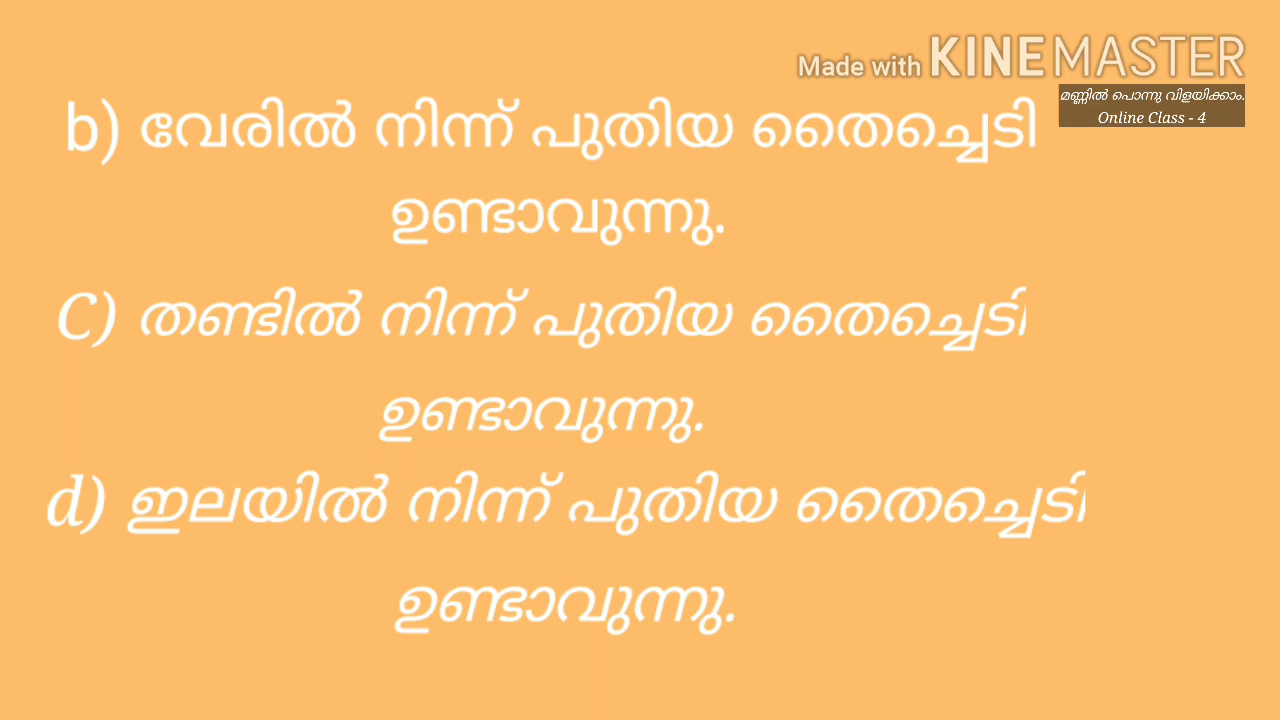 Made with KINEMASTER
മണ്ണിൽ പൊന്നു വിളയിക്കാം.
Online Class - 4
b) വേരിൽ നിന്ന് പുതിയ തൈച്ചെടി
ഉണ്ടാവുന്നു.
C) തണ്ടിൽ നിന്ന് പുതിയ തൈച്ചെടി
ഉണ്ടാവുന്നു.
d) ഇലയിൽ നിന്ന് പുതിയ തൈച്ചെടി
ഉണ്ടാവുന്നു.